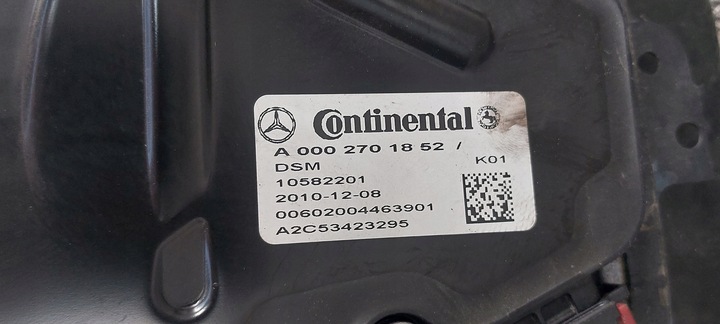 Continental
A 000 270 18 52 /
DSM K01
10582201
2010-12-08
00602004463901
A2C53423295